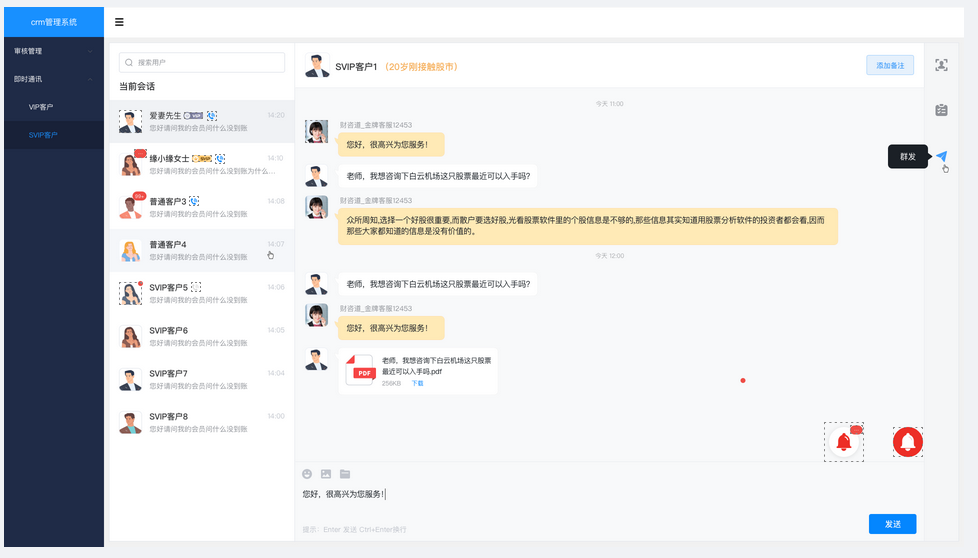 crm管理系统
审核管理
即时通讯
VIP客户
SVIP客户
搜索用户
当前会话
爱妻先生 VIP 14:20
您好请问我的会员问什么没到账
缘小缘女士 14:10
您好请问我的会员问什么没到账为什么...
普通客户3 14:08
99+
您好请问我的会员问什么没到账
普通客户4 14:07
您好请问我的会员问什么没到账
SVIP客户5 14:06
您好请问我的会员问什么没到账
SVIP客户6 14:05
您好请问我的会员问什么没到账
SVIP客户7 14:04
您好请问我的会员问什么没到账
SVIP客户8 14:00
您好请问我的会员问什么没到账
SVIP客户1 （20岁刚接触股市）
添加备注
今天 11:00
财咨道_金牌客服12453
您好，很高兴为您服务！
老师，我想咨询下白云机场这只股票最近可以入手吗?
财咨道_金牌客服12453
众所周知,选择一个好股很重要,而散户要选好股,光看股票软件里的个股信息是不够的,那些信息其实知道用股票分析软件的投资者都会看,因而
那些大家都知道的信息是没有价值的。
今天 12:00
老师，我想咨询下白云机场这只股票最近可以入手吗?
财咨道_金牌客服12453
您好，很高兴为您服务！
PDF
老师，我想咨询下白云机场这只股票
最近可以入手吗.pdf
256KB 下载
群发
您好，很高兴为您服务！
提示：Enter 发送 Ctrl+Enter换行
发送